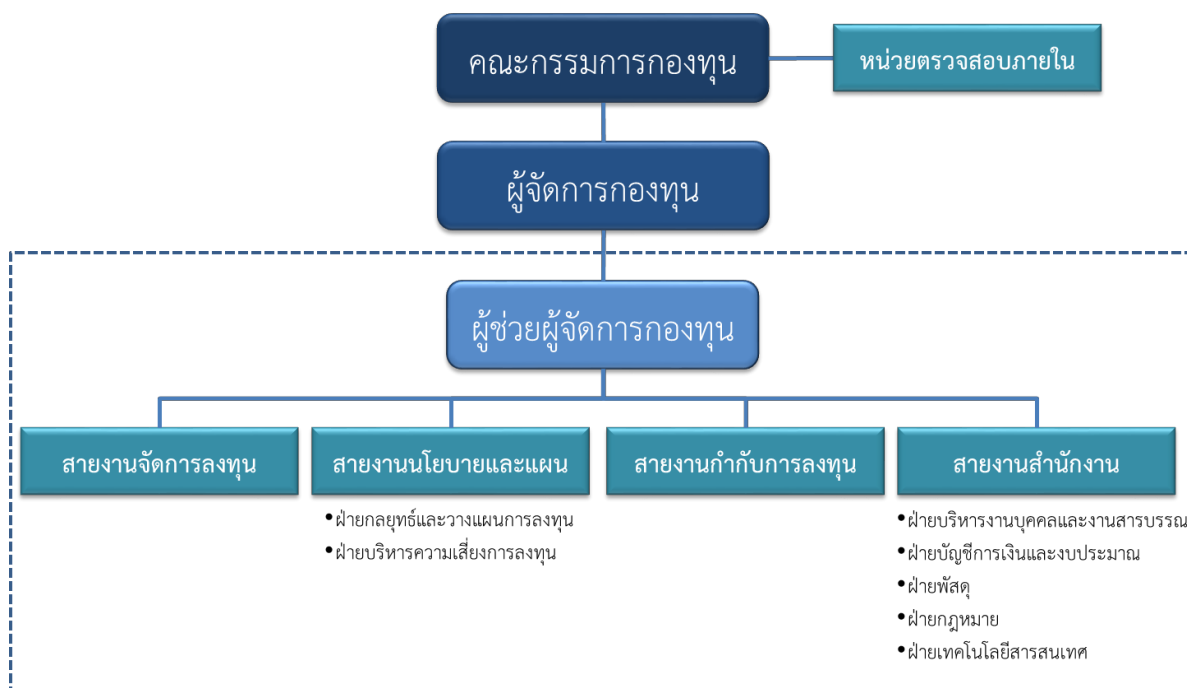 คณะกรรมการกองทุน
หน่วยตรวจสอบภายใน
ผู้จัดการกองทุน
ผู้ช่วยผู้จัดการกองทุน
สายงานจัดการลงทุน
สายงานนโยบายและแผน
•ฝ่ายกลยุทธ์และวางแผนการลงทุน
•ฝ่ายบริหารความเสี่ยงการลงทุน
สายงานกำกับการลงทุน
สายงานสำนักงาน
•ฝ่ายบริหารงานบุคคลและงานสารบรรณ
•ฝ่ายบัญชีการเงินและงบประมาณ
•ฝ่ายพัสดุ
•ฝ่ายกฎหมาย
•ฝ่ายเทคโนโลยีสารสนเทศ